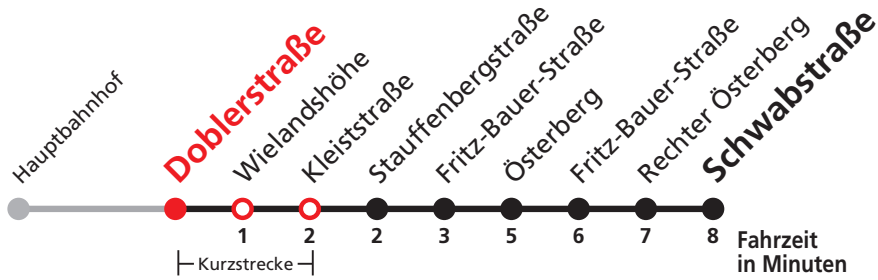 Hauptbahnhof
Doblerstraße
Wielandshöhe
Kleiststraße
Stauffenbergstraße
Fritz-Bauer-Straße
Österberg
Fritz-Bauer-Straße
Rechter Österberg
Schwabstraße
1 2 2 3 5 6 7 8 Fahrzeit
in Minuten
Kurzstrecke